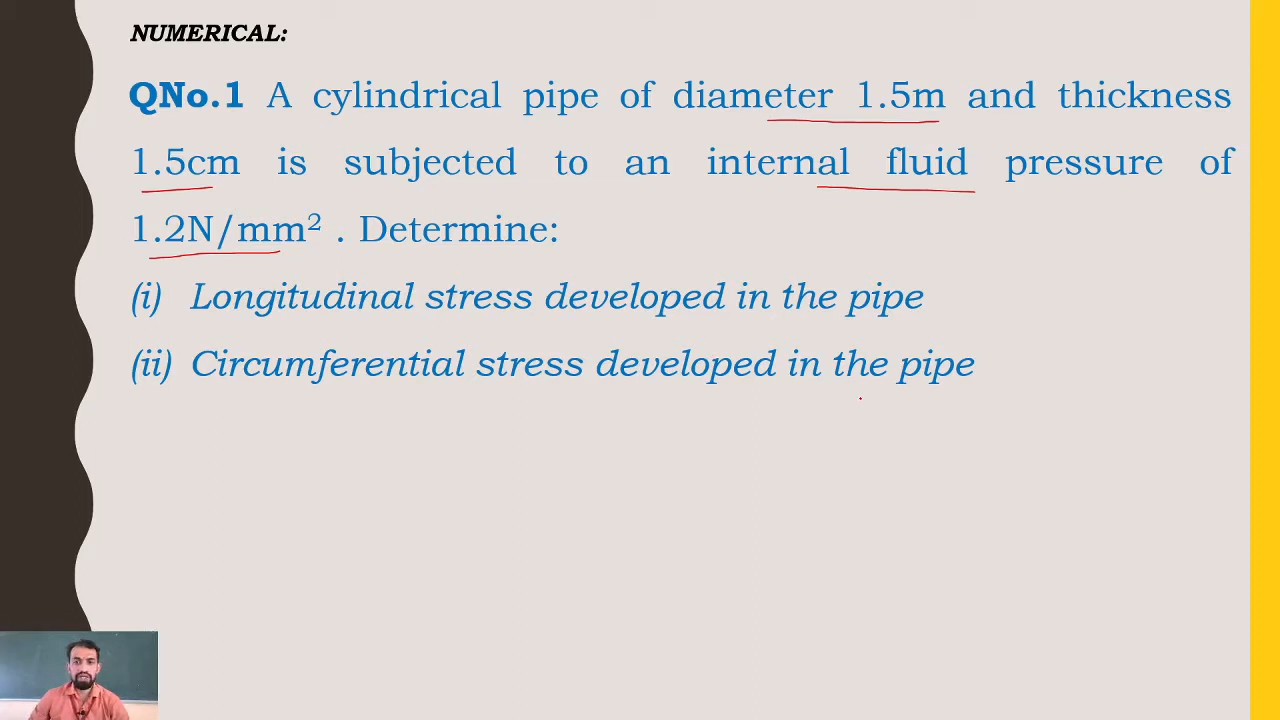 NUMERICAL:
QNo.1 A cylindrical pipe of diameter 1.5m and thickness
1.5cm is subjected to an internal fluid pressure of
1.2N/mm² . Determine:
(i) Longitudinal stress developed in the pipe
(ii) Circumferential stress developed in the pipe